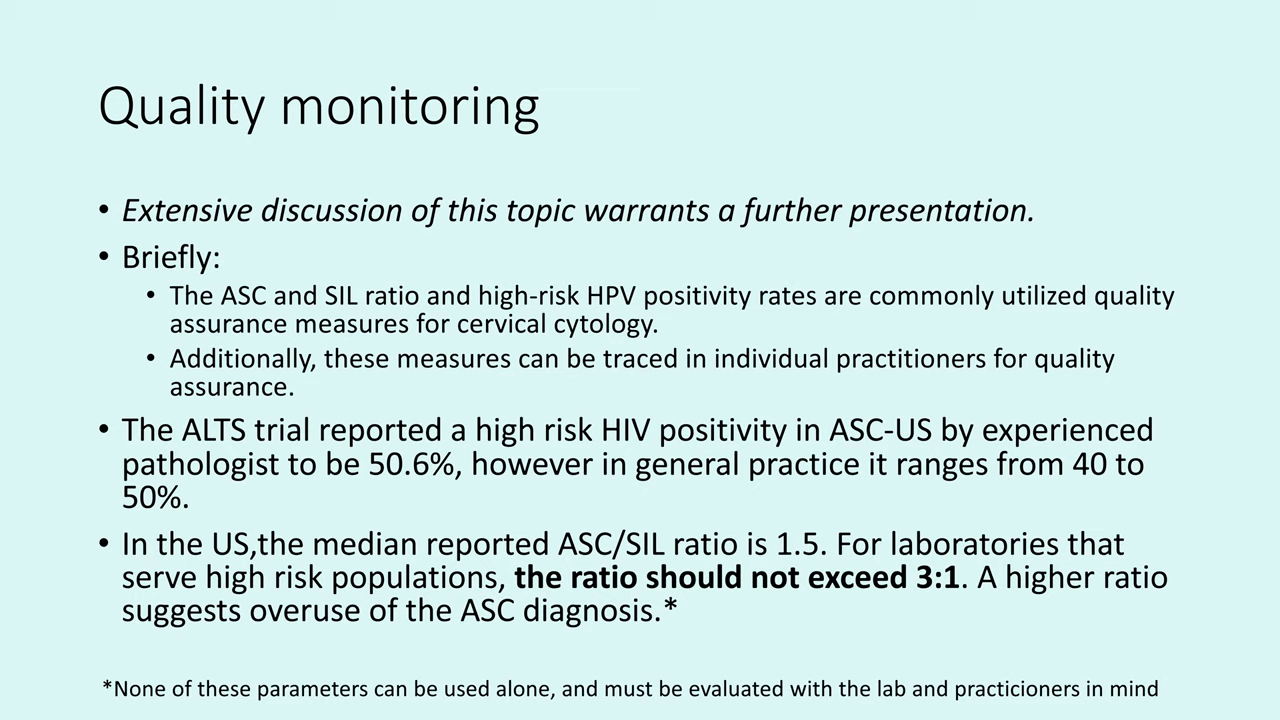 Quality monitoring
• Extensive discussion of this topic warrants a further presentation.
• Briefly:
• The ASC and SIL ratio and high-risk HPV positivity rates are commonly utilized quality
assurance measures for cervical cytology.
• Additionally, these measures can be traced in individual practitioners for quality
assurance.
• The ALTS trial reported a high risk HIV positivity in ASC-US by experienced
pathologist to be 50.6%, however in general practice it ranges from 40 to
50%.
• In the US,the median reported ASC/SIL ratio is 1.5. For laboratories that
serve high risk populations, the ratio should not exceed 3:1. A higher ratio
suggests overuse of the ASC diagnosis.*
*None of these parameters can be used alone, and must be evaluated with the lab and practicioners in mind